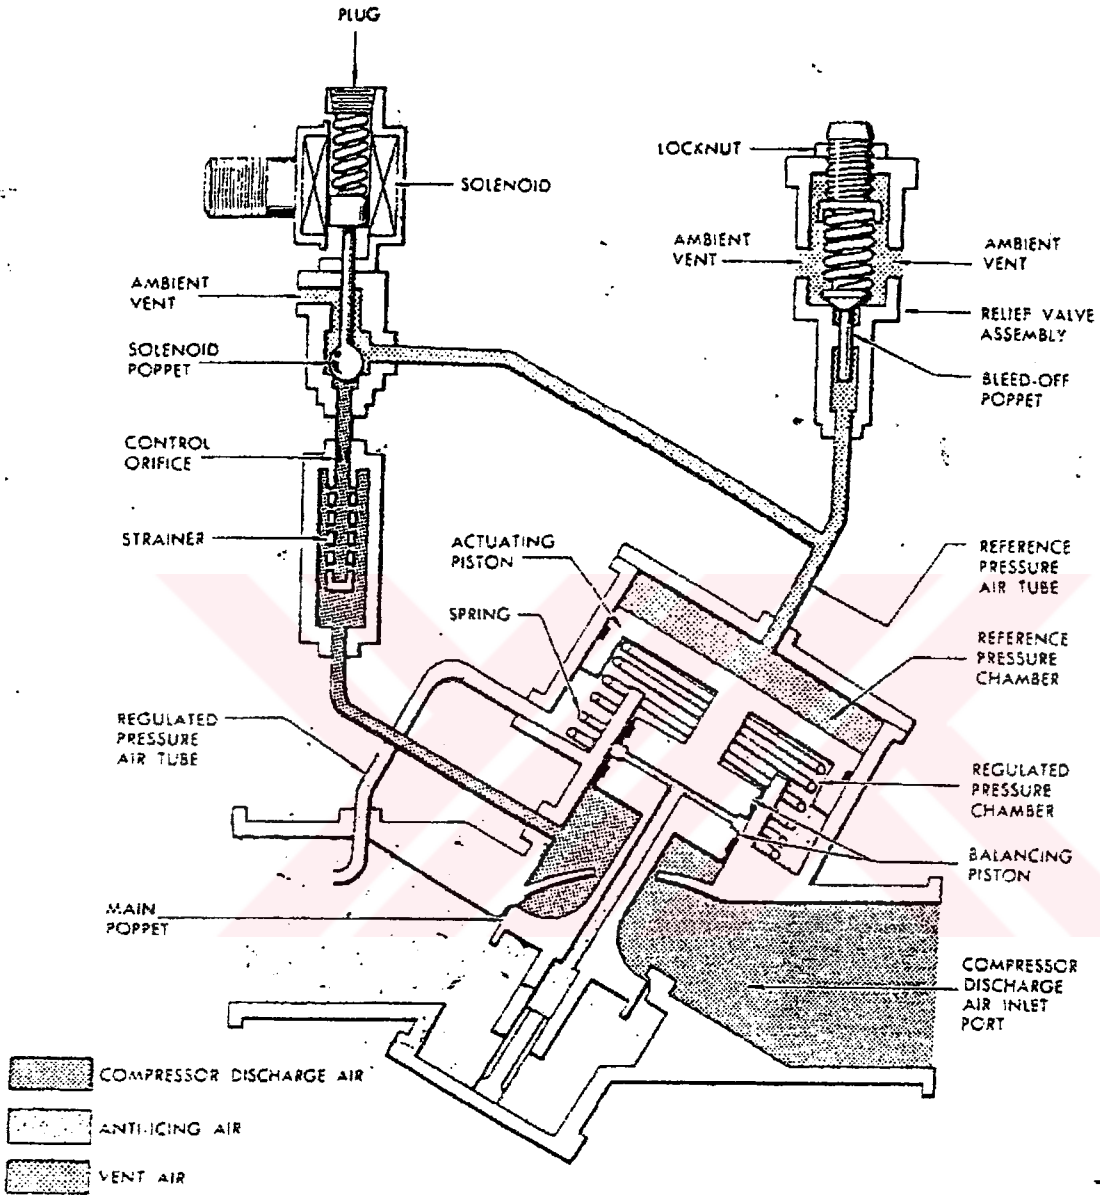 PLUG
LOCKNUT
SOLENOID
AMBIENT
VENT
AMBIENT
VENT
AMBIENT
VENT
RELIEF VALVE
ASSEMBLY
SOLENOID
POPPET
BLEED-OFF
POPPET
CONTROL
ORIFICE
STRAINER
ACTUATING
PISTON
REFERENCE
PRESSURE
AIR TUBE
SPRING
REFERENCE
PRESSURE
CHAMBER
REGULATED
PRESSURE
AIR TUBE
REGULATED
PRESSURE
CHAMBER
BALANCING
PISTON
MAIN
POPPET
COMPRESSOR
DISCHARGE
AIR INLET
PORT
COMPRESSOR DISCHARGE AIR
ANTI-ICING AIR
VENT AIR